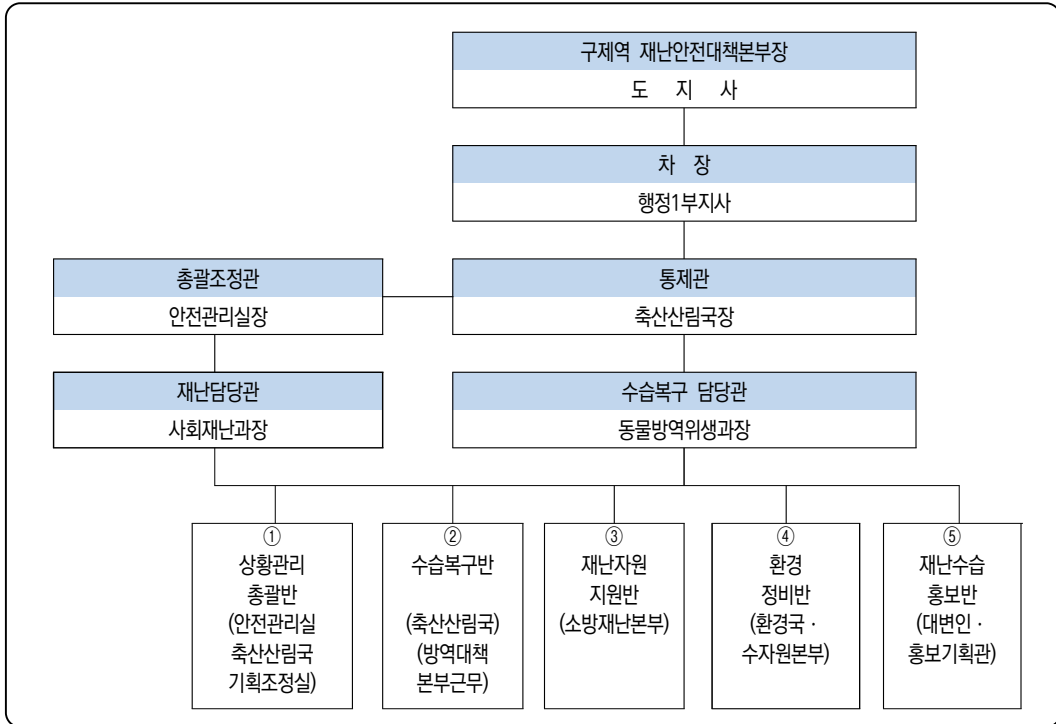 구제역 재난안전대책본부장
도 지 사
차 장
행정1부지사
총괄조정관
안전관리실장
통제관
축산산림국장
재난담당관
사회재난과장
수습복구 담당관
동물방역위생과장
①
상황관리
총괄반
(안전관리실
축산산림국
기획조정실)
②
수습복구반
(축산산림국)
(방역대책
본부근무)
③
재난자원
지원반
(소방재난본부)
④
환경
정비반
(환경국 ·
수자원본부)
⑤
재난수습
홍보반
(대변인 ·
홍보기획관)